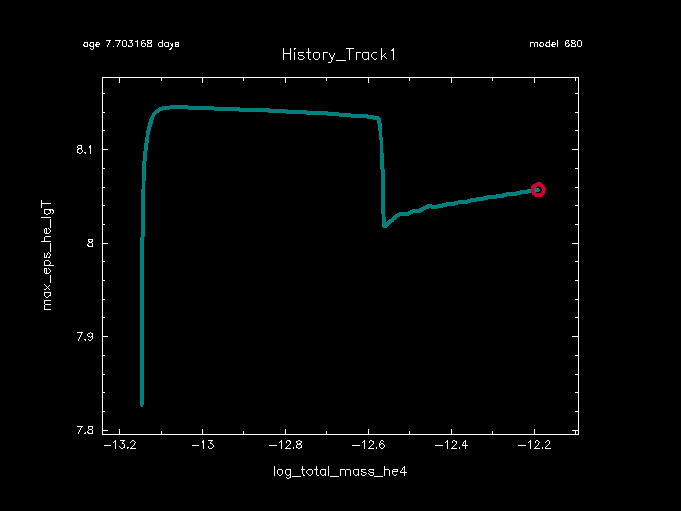 age 7.703168 days
model 680
History_Track1
8.1
8
7.9
7.8
max_eps_he_lgT
−13.2
−13
−12.8
−12.6
−12.4
−12.2
log_total_mass_he4